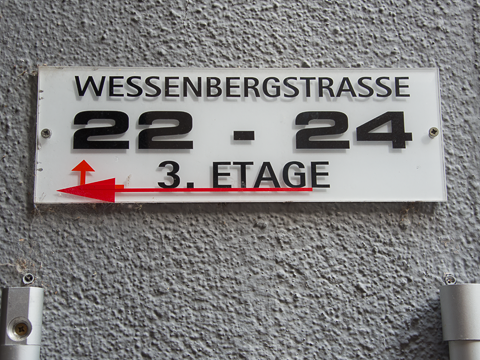 WESSENBERGSTRASSE
22 - 24
3. ETAGE